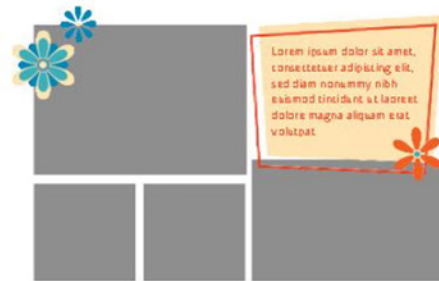 Lorem ipsum dolor sit amet,
consectetuer adipiscing elit,
sed diam nonummy nibh
euismod tincidunt ut laoreet
dolore magna aliquam erat
volutpat